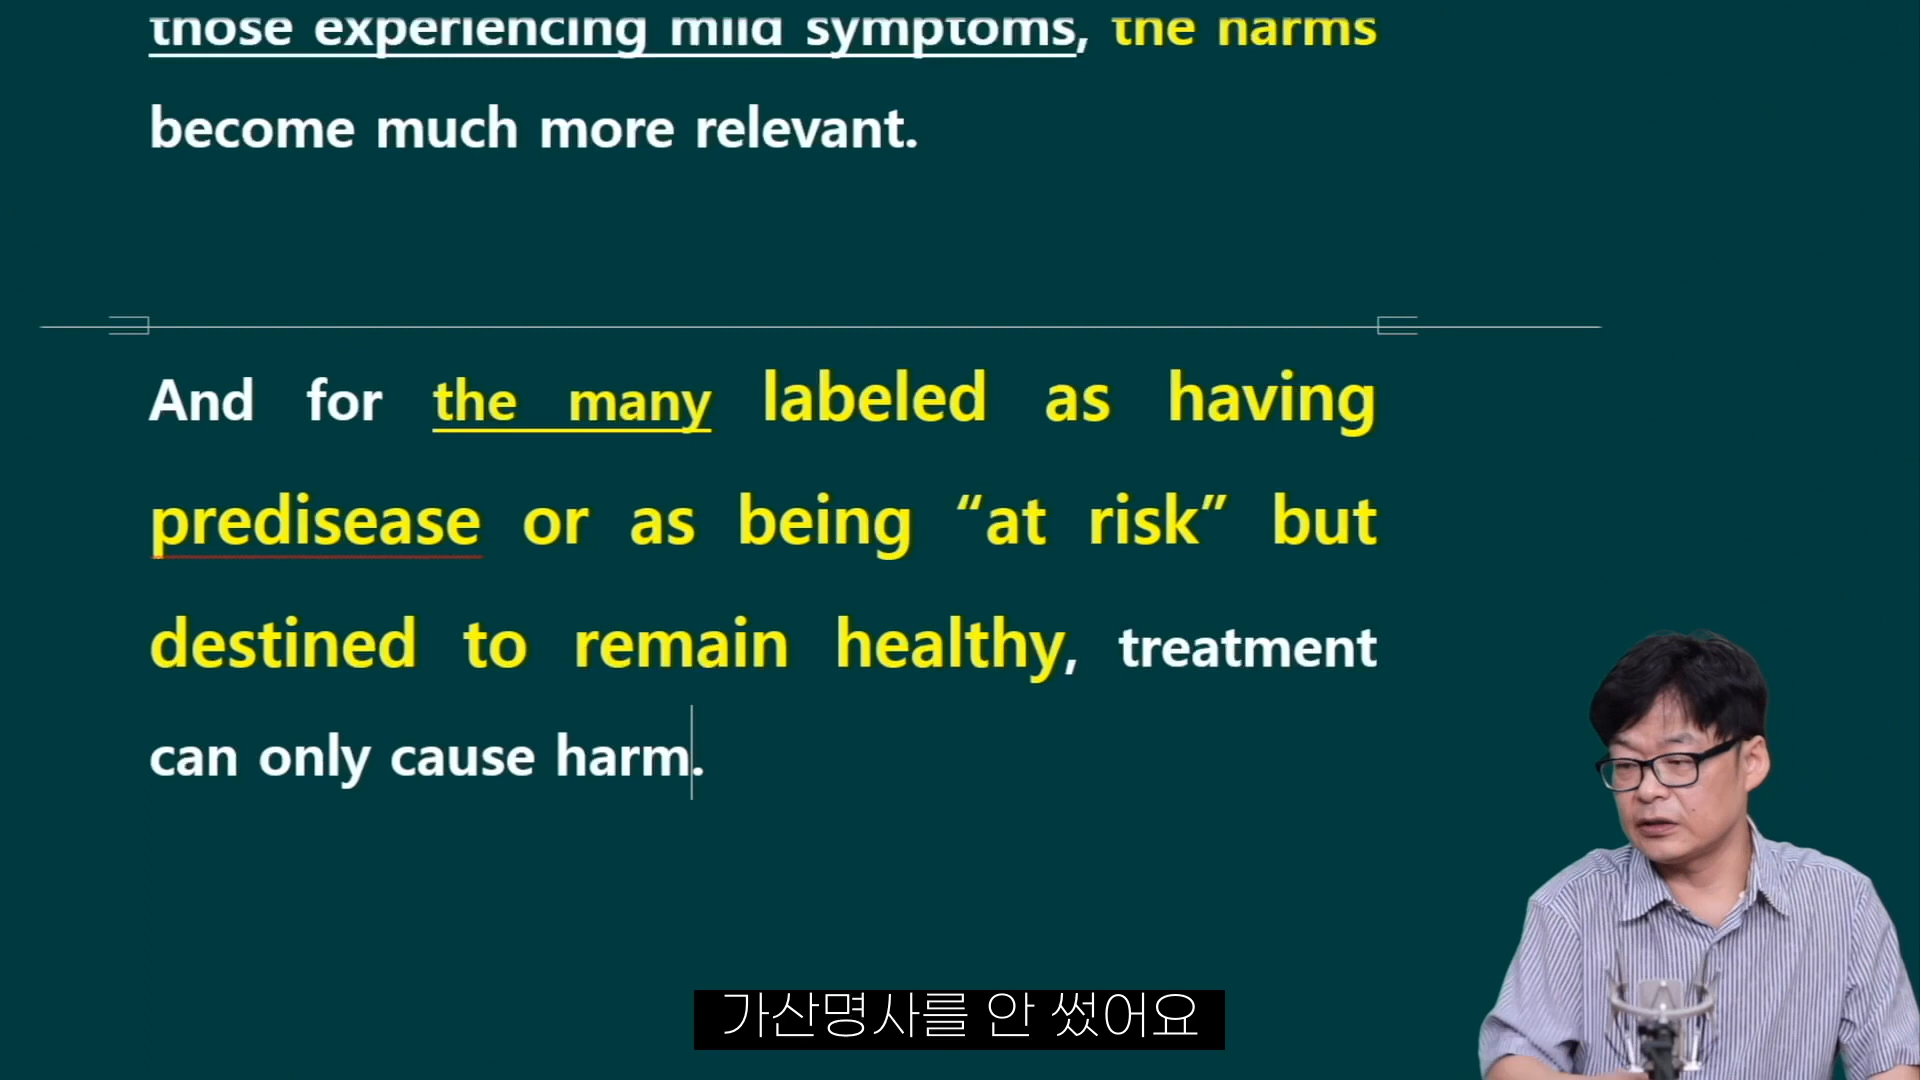 those experiencing mild symptoms, the harms
become much more relevant.
And for the many labeled as having
predisease or as being “at risk” but
destined to remain healthy, treatment
can only cause harm.
가산명사를 안 썼어요